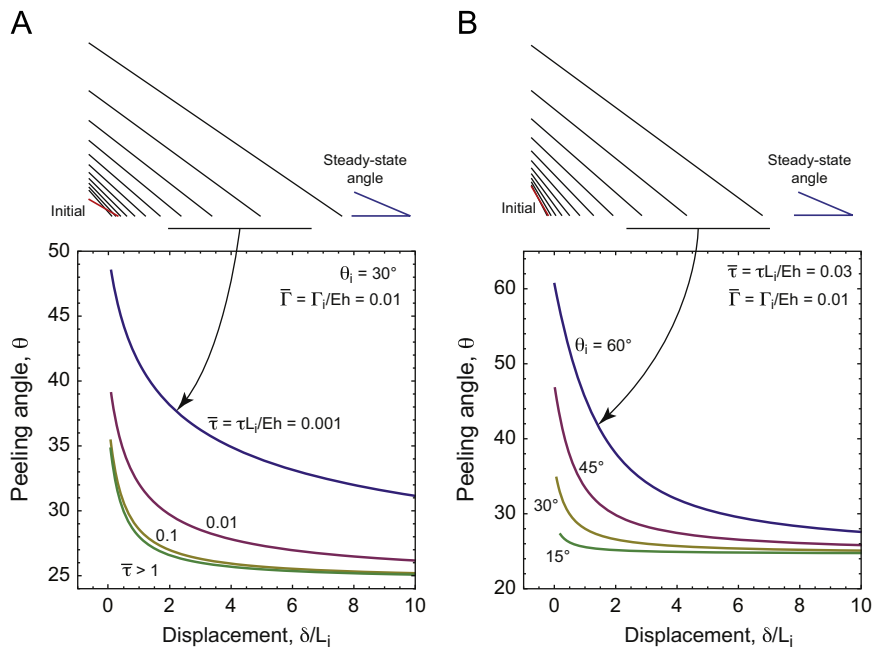 A
Steady-state
angle
Initial
50
45
40
35
30
25
Peeling angle, θ
θi = 30°
Γ̅ = Γi/Eh = 0.01
τ̅ = τLi/Eh = 0.001
0.01
0.1
τ̅ > 1
0 2 4 6 8 10
Displacement, δ/Li
B
Steady-state
angle
Initial
60
50
40
30
20
Peeling angle, θ
τ̅ = τLi/Eh = 0.03
Γ̅ = Γi/Eh = 0.01
θi = 60°
45°
30°
15°
0 2 4 6 8 10
Displacement, δ/Li